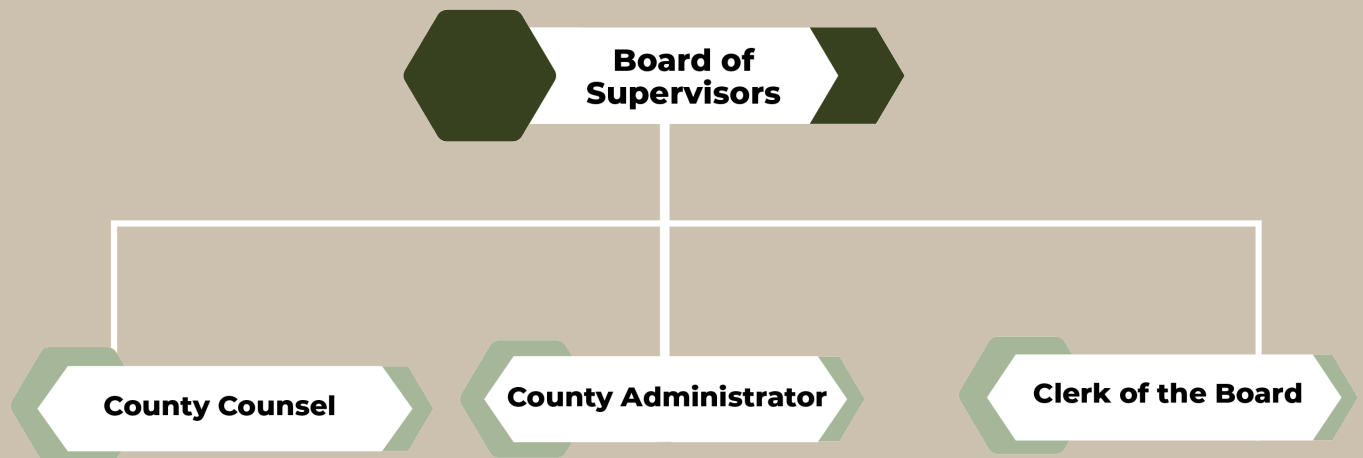 Board of
Supervisors
County Counsel
County Administrator
Clerk of the Board